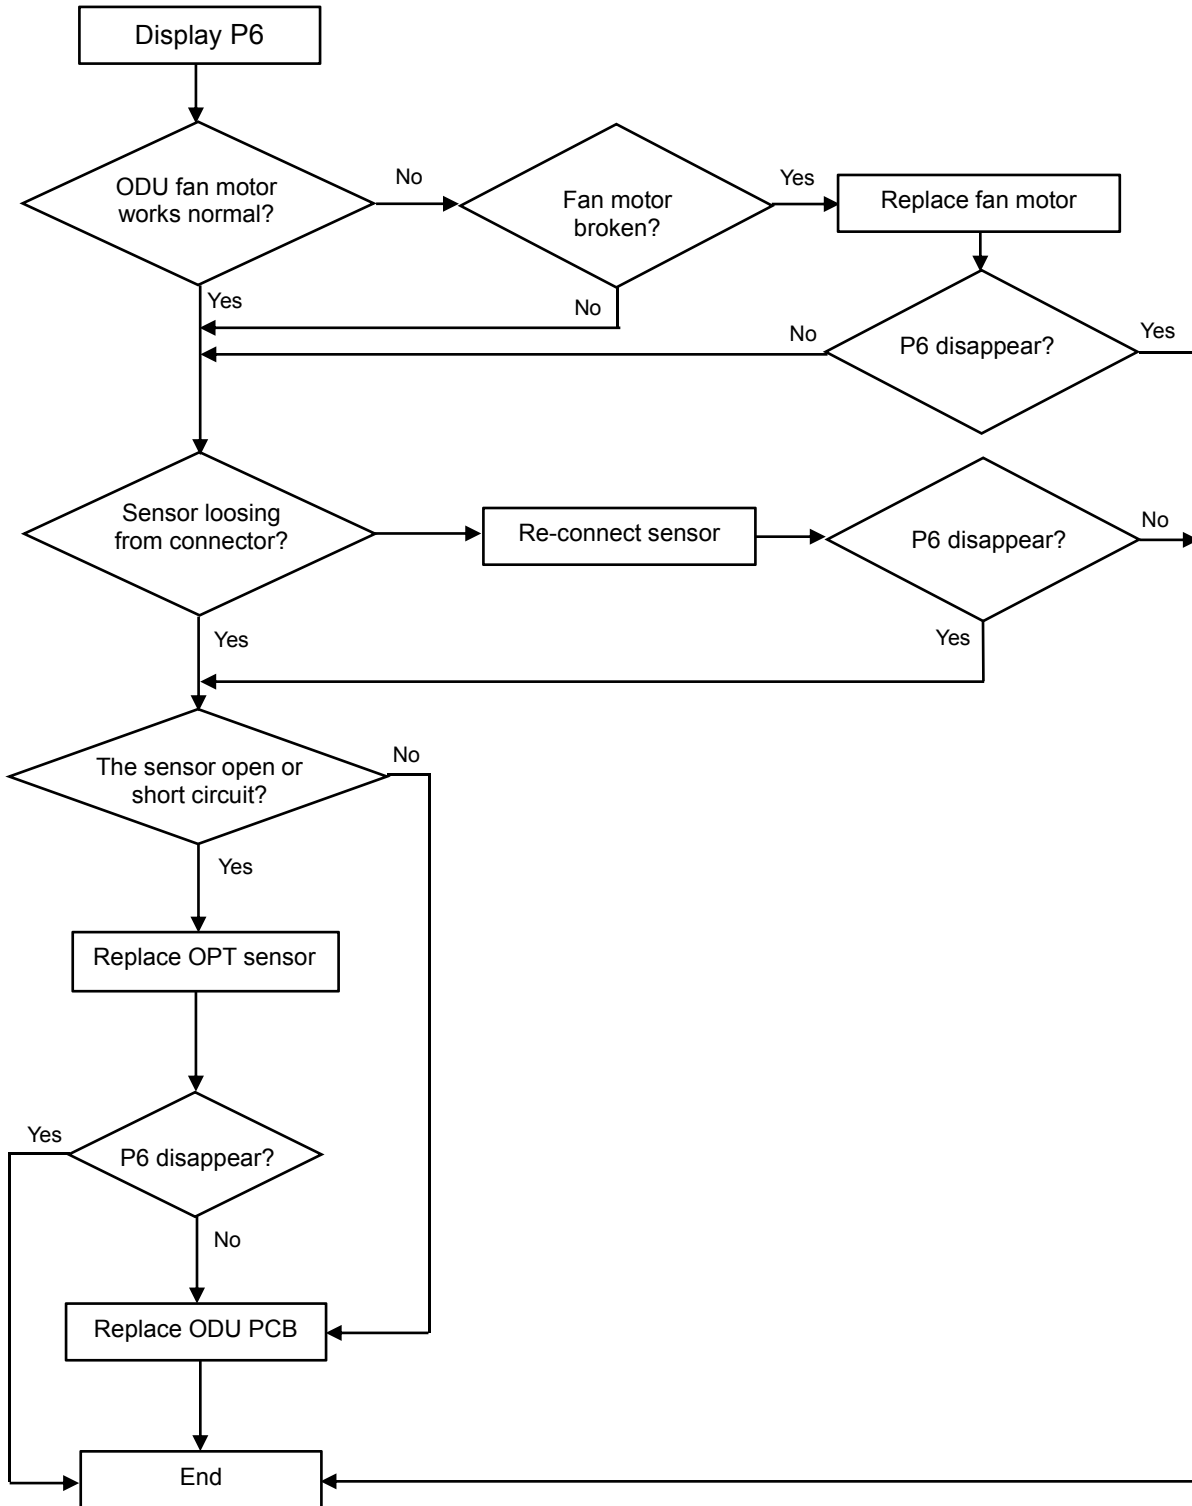 Display P6
ODU fan motor
works normal?
No
Fan motor
broken?
Yes
Replace fan motor
Yes
No
No
P6 disappear?
Yes
Sensor loosing
from connector?
Re-connect sensor
P6 disappear?
No
Yes
Yes
The sensor open or
short circuit?
No
Yes
Replace OPT sensor
Yes
P6 disappear?
No
Replace ODU PCB
End